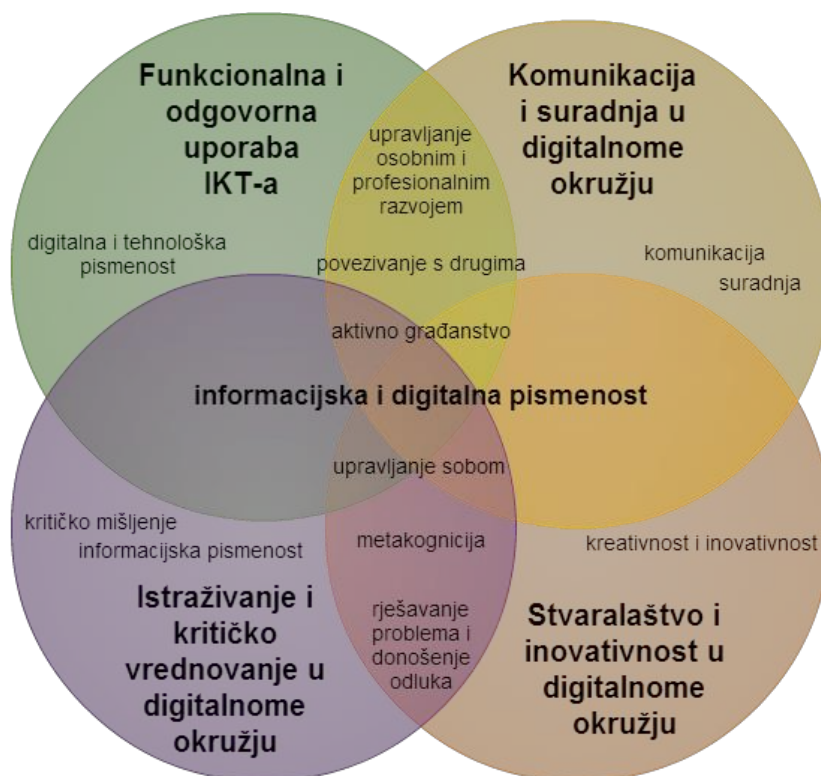 Funkcionalna i
odgovorna
uporaba
IKT-a
Komunikacija
i suradnja u
digitalnome
okružju
upravljanje
osobnim i
profesionalnim
razvojem
digitalna i tehnološka
pismenost
povezivanje s drugima
komunikacija
suradnja
aktivno građanstvo
informacijska i digitalna pismenost
upravljanje sobom
kritičko mišljenje
informacijska pismenost
metakognicija
kreativnost i inovativnost
Istraživanje i
kritičko
vrednovanje u
digitalnome
okružju
rješavanje
problema i
donošenje
odluka
Stvaralaštvo i
inovativnost u
digitalnome
okružju